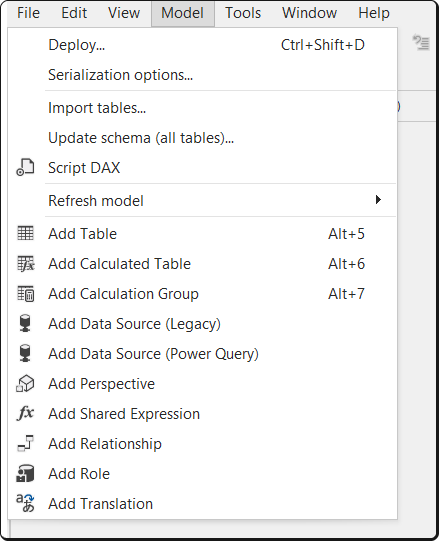 File Edit View Model Tools Window Help
Deploy... Ctrl+Shift+D
Serialization options...
)
Import tables...
Update schema (all tables)...
Script DAX
Refresh model
Add Table Alt+5
Add Calculated Table Alt+6
Add Calculation Group Alt+7
Add Data Source (Legacy)
Add Data Source (Power Query)
Add Perspective
fx Add Shared Expression
Add Relationship
Add Role
Add Translation